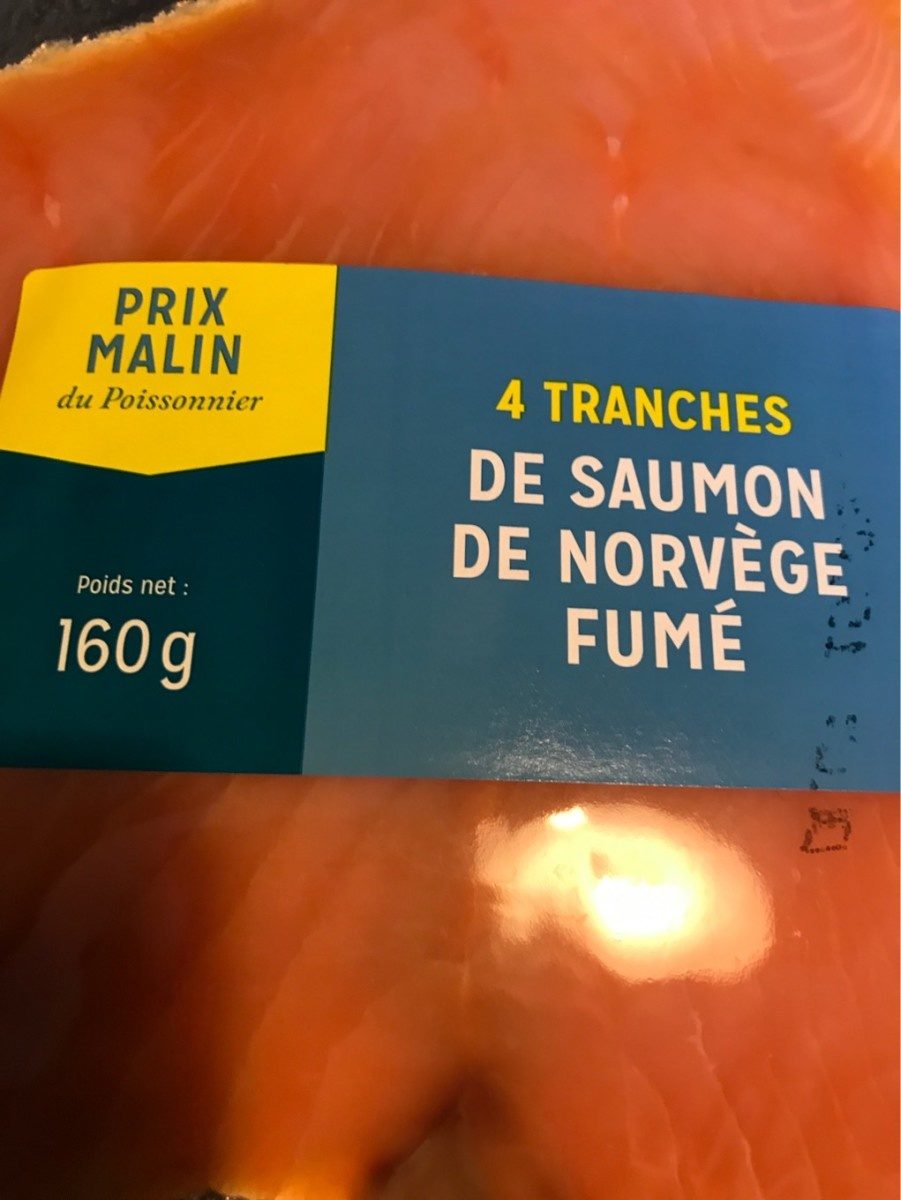 PRIX
MALIN
du Poissonnier
Poids net :
160 g
4 TRANCHES
DE SAUMON
DE NORVÈGE
FUMÉ